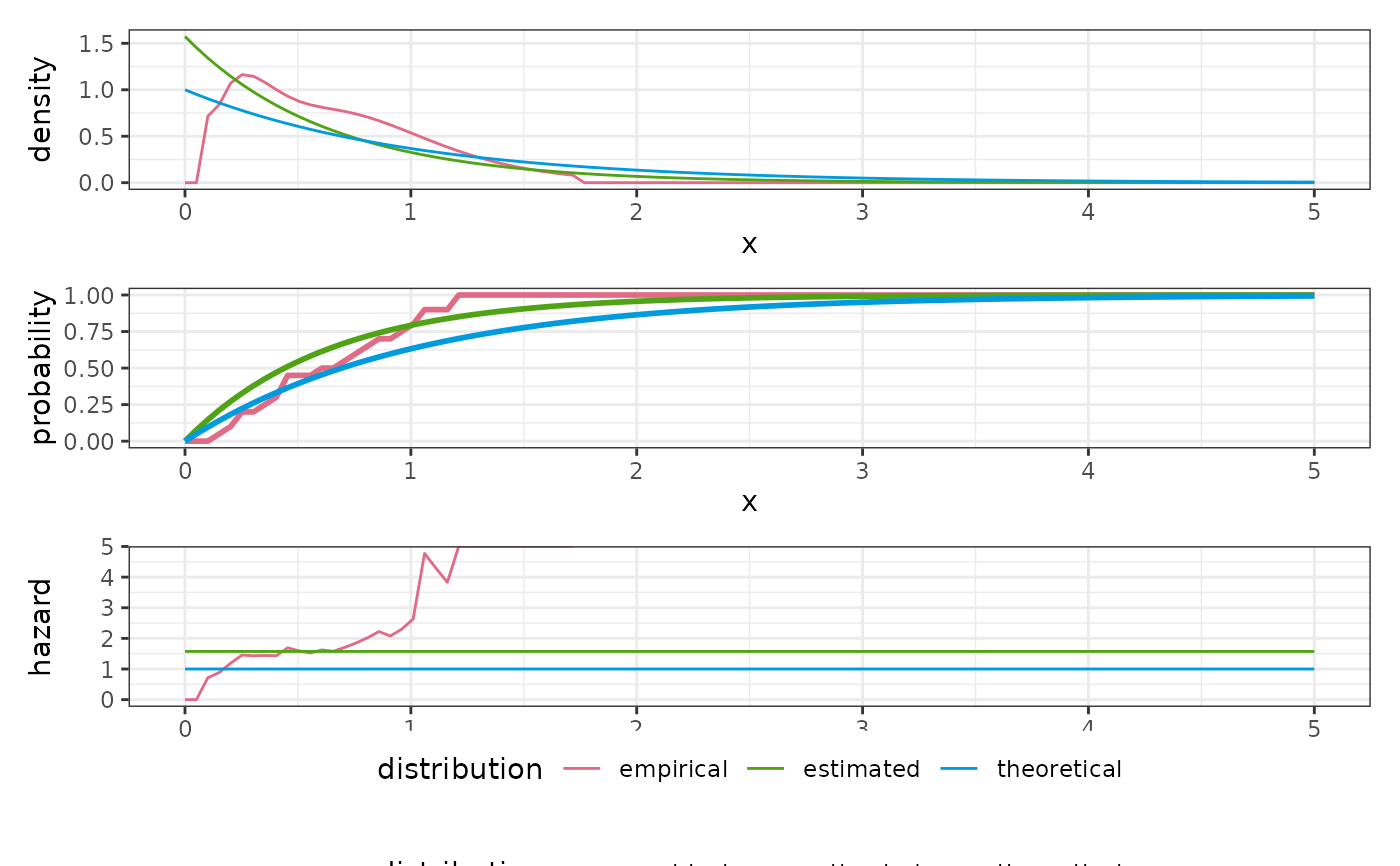 density
1.5
1.0
0.5
0.0
0 1 2 3 4 5
x
probability
1.00
0.75
0.50
0.25
0.00
0 1 2 3 4 5
x
hazard
5
4
3
2
1
0
0 1 2 3 4 5
distribution empirical estimated theoretical